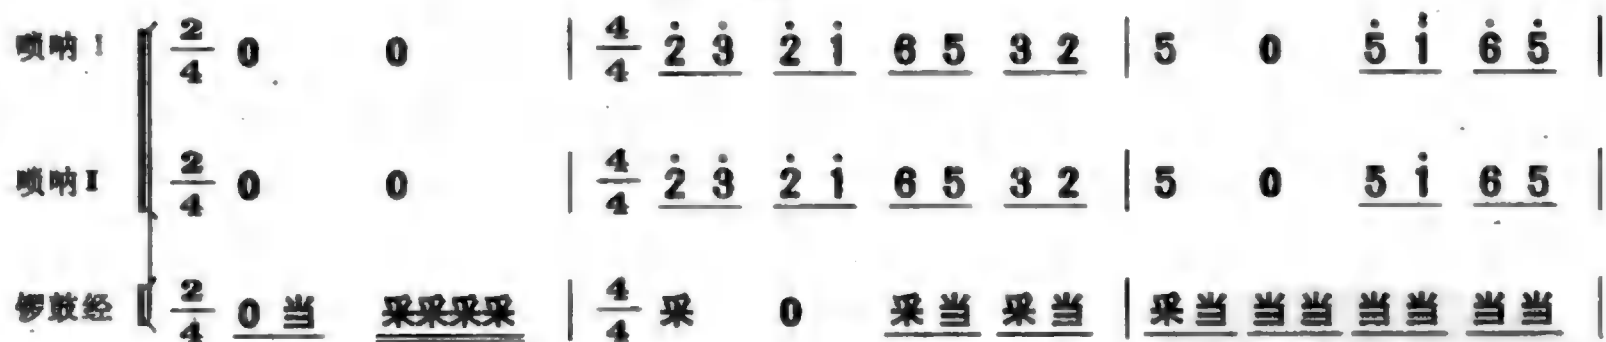 唢呐 I 2/4 0 0 | 4/4 2̇ 3̇ 2̇ 1̇ 6 5 3 2 | 5 0 5̇ 1̇ 6̇ 5̇ |
唢呐 II 2/4 0 0 | 4/4 2̇ 3̇ 2̇ 1̇ 6 5 3 2 | 5 0 5 1̇ 6 5 |
锣鼓经 2/4 0 当 采采采采 | 4/4 采 0 采当 采当 | 采当 当当 当当 当当 |